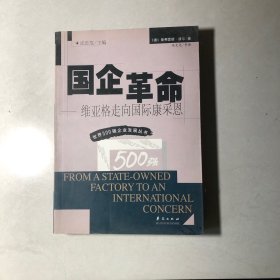 国企革命
维亚格走向国际康采恩
世界500强企业发展丛书
500强
FROM A STATE-OWNED
FACTORY TO AN
INTERNATIONAL
CONCERN